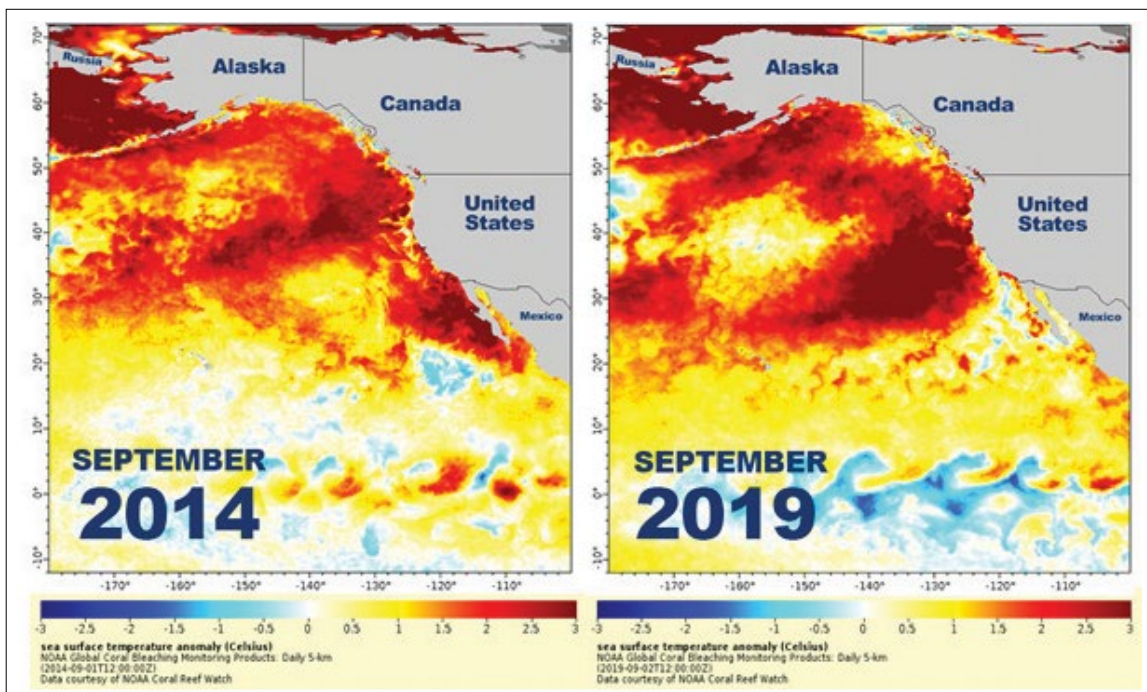 Russia
Alaska
Canada
United
States
Mexico
SEPTEMBER
2014
70°
60°
50°
40°
30°
20°
10°
0°
-10°
-170°
-160°
-150°
-140°
-130°
-120°
-110°
-3
-2.5
-2
-1.5
-1
-0.5
0
0.5
1
1.5
2
2.5
3
sea surface temperature anomaly (Celsius)
NOAA Global Coral Bleaching Monitoring Products: Daily 5-km
(2014-09-01T12:00:00Z)
Data courtesy of NOAA Coral Reef Watch
Russia
Alaska
Canada
United
States
Mexico
SEPTEMBER
2019
70°
60°
50°
40°
30°
20°
10°
0°
-10°
-170°
-160°
-150°
-140°
-130°
-120°
-110°
-3
-2.5
-2
-1.5
-1
-0.5
0
0.5
1
1.5
2
2.5
3
sea surface temperature anomaly (Celsius)
NOAA Global Coral Bleaching Monitoring Products: Daily 5-km
(2019-09-02T12:00:00Z)
Data courtesy of NOAA Coral Reef Watch